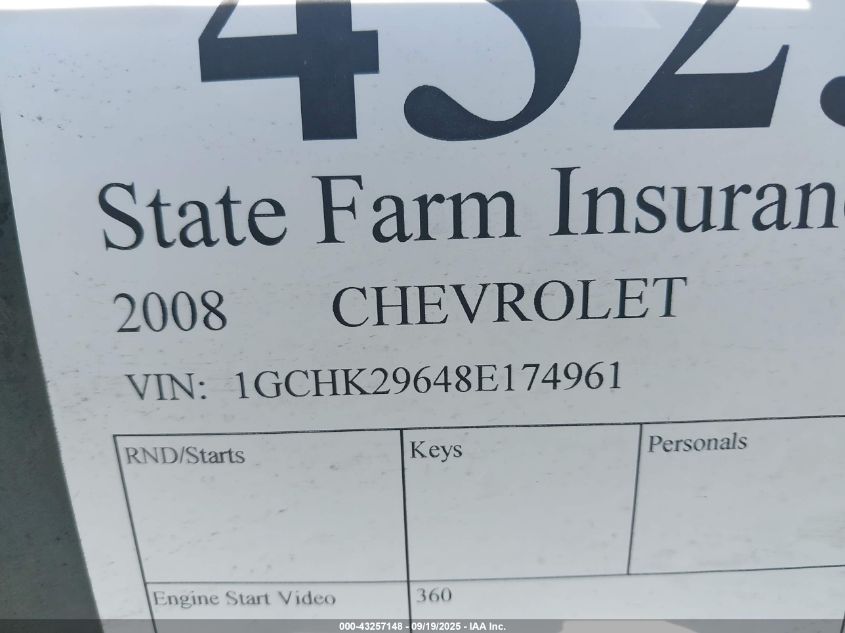 State Farm Insuran
2008 CHEVROLET
VIN: 1GCHK29648E174961
RND/Starts Keys Personals
Engine Start Video 360
000-43257148 - 09/19/2025 - IAA Inc.